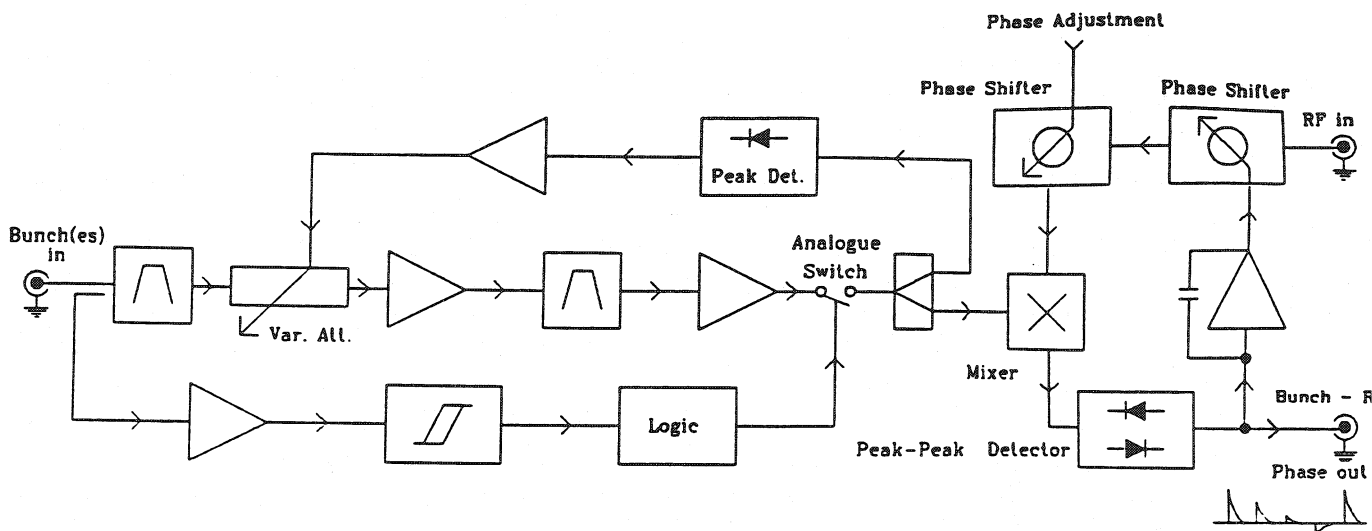 Phase Adjustment
Phase Shifter
Phase Shifter
RF in
Peak Det.
Bunch(es)
in
Analogue
Switch
Var. Att.
Mixer
Logic
Bunch - R
Peak-Peak Detector
Phase out